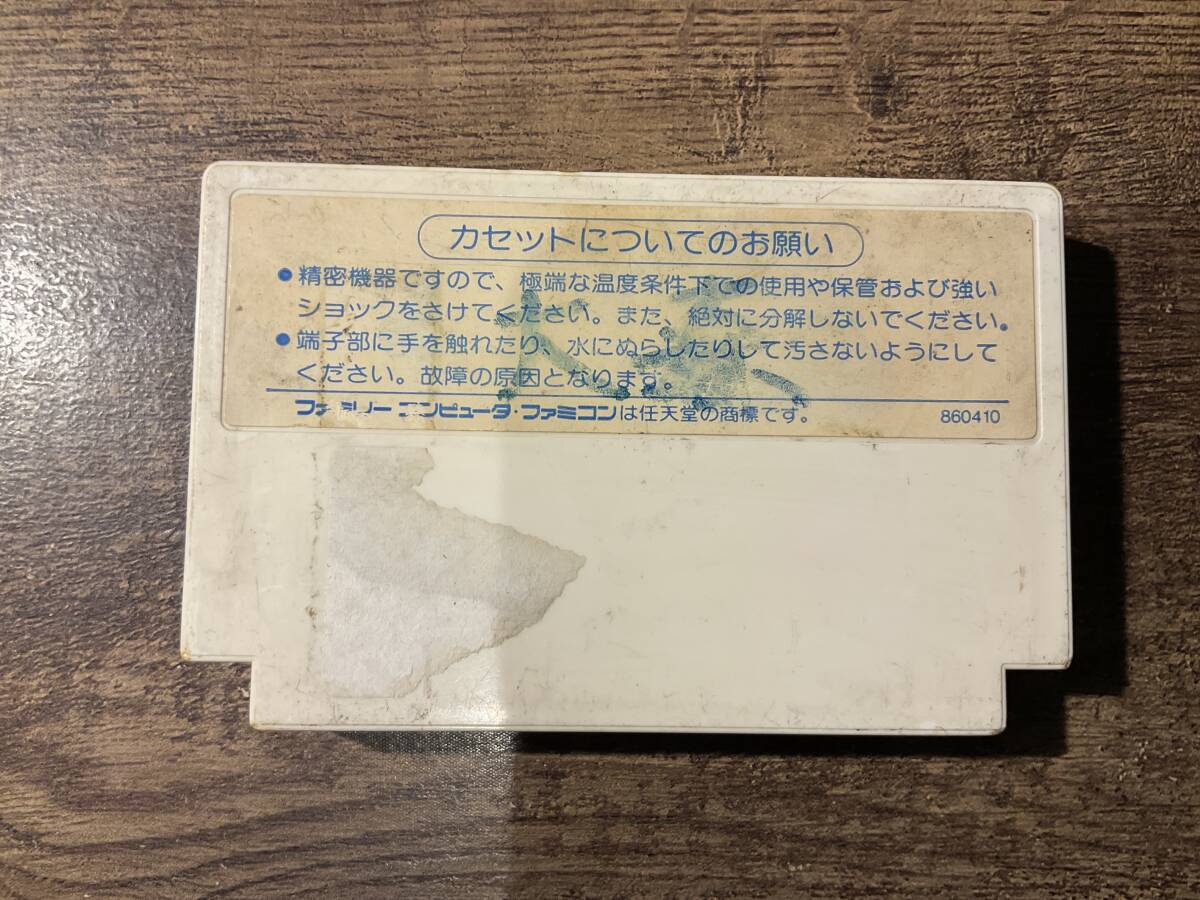 カセットについてのお願い
●精密機器ですので、極端な温度条件下での使用や保管および強い
ショックをさけてください。また、絶対に分解しないでください。
●端子部に手を触れたり、水にぬらしたりして汚さないようにして
ください。故障の原因となります。
ファミリーコンピュータ・ファミコンは任天堂の商標です。
860410